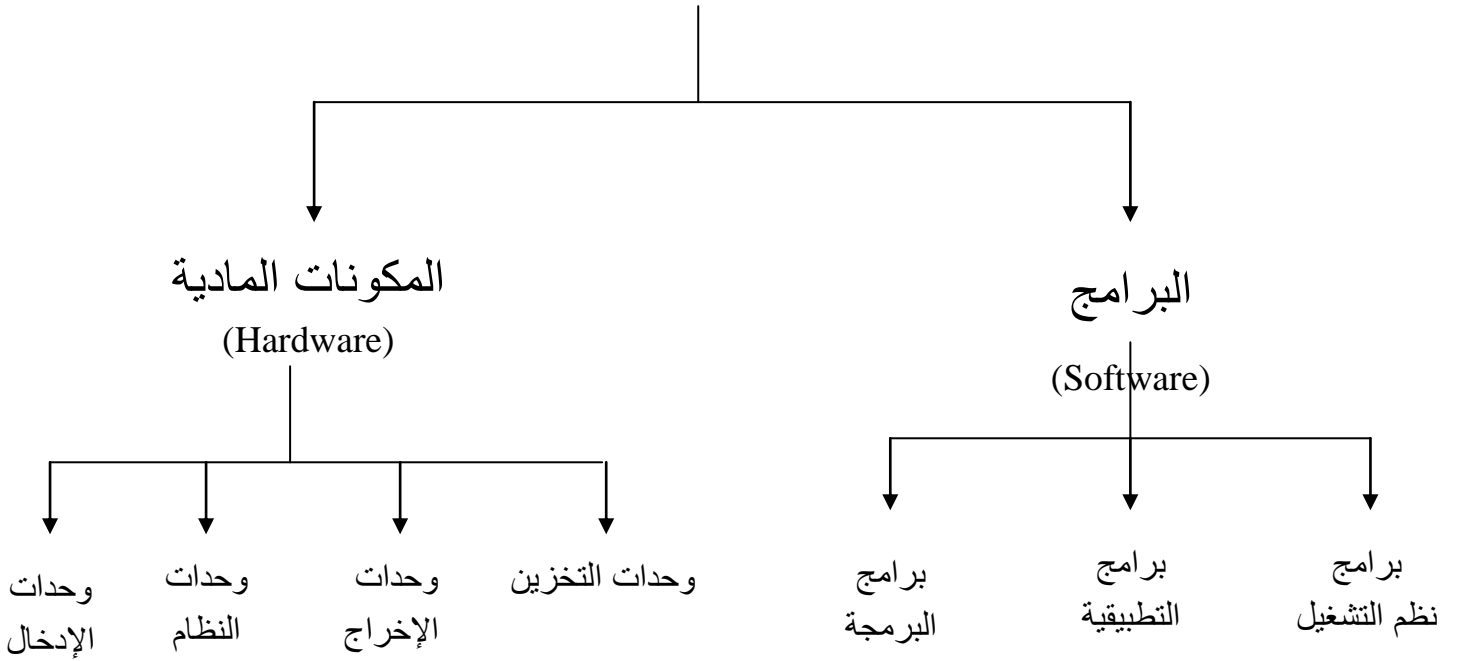 البرامج
(Software)
المكونات المادية
(Hardware)
برامج
نظم التشغيل
برامج
التطبيقية
برامج
البرمجة
وحدات التخزين
وحدات
الإخراج
وحدات
النظام
وحدات
الإدخال